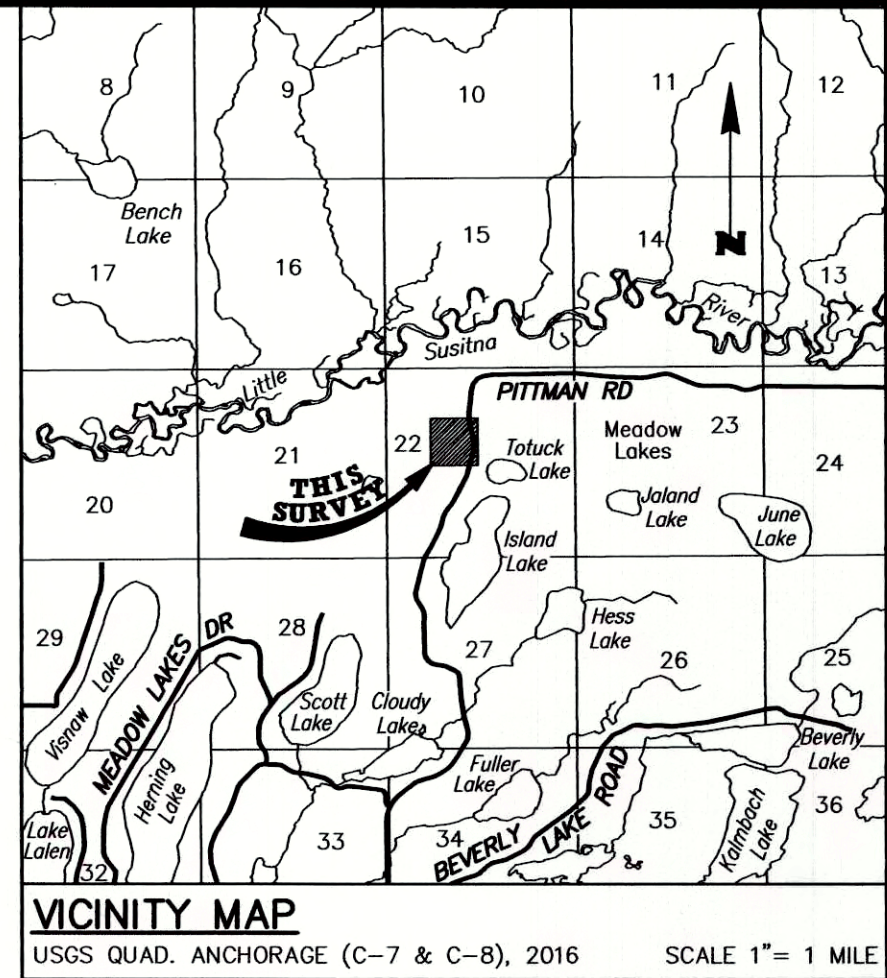 8
9
10
11
12
Bench
Lake
N
17
16
15
14
13
River
Susitna
Little
PITTMAN RD
20
21
22
Totuck
Lake
Meadow
Lakes
23
24
THIS
SURVEY
Jaland
Lake
June
Lake
Island
Lake
29
28
27
Hess
Lake
26
25
Visnaw Lake
MEADOW LAKES DR
Herning
Lake
Scott
Lake
Cloudy
Lakes
Fuller
Lake
Beverly
Lake
Lake
Lalen
32
33
34
BEVERLY LAKE ROAD
35
Kalmbach
Lake
36
VICINITY MAP
USGS QUAD. ANCHORAGE (C-7 & C-8), 2016 SCALE 1"= 1 MILE